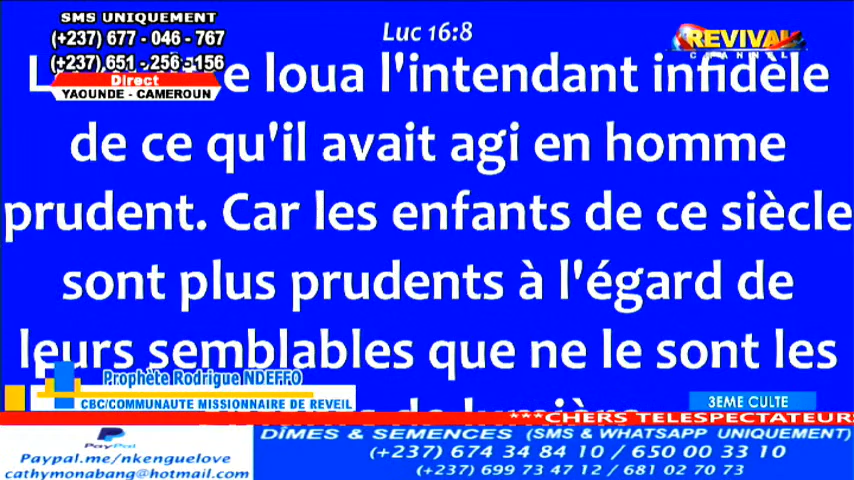 SMS UNIQUEMENT
(+237) 677 - 046 - 767
(+237) 651 - 256 - 156
Direct
YAOUNDE - CAMEROUN
Luc 16:8
REVIVAL
CHANNEL
loua l'intendant infidèle
de ce qu'il avait agi en homme
prudent. Car les enfants de ce siècle
sont plus prudents à l'égard de
leurs semblables que ne le sont les
de lumière
Prophète Rodrigue NDEFFO
CBC/COMMUNAUTE MISSIONNAIRE DE REVEIL
3EME CULTE
***CHERS TELESPECTATEURS
PayPal
Paypal.me/nkenguelove
cathymonabang@hotmail.com
DÎMES & SEMENCES (SMS & WHATSAPP UNIQUEMENT)
(+237) 674 34 84 10 / 650 00 33 10
(+237) 699 73 47 12 / 681 02 70 73